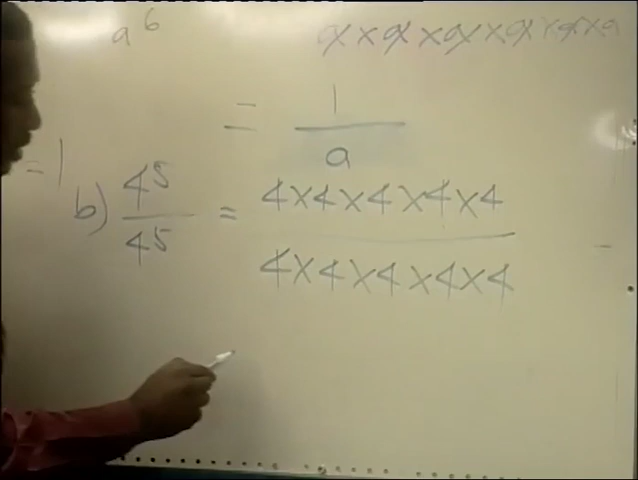 a⁶ a×a×a×a×a×a
= 1/a
= 1
b) 4⁵/4⁵ = 4×4×4×4×4/4×4×4×4×4